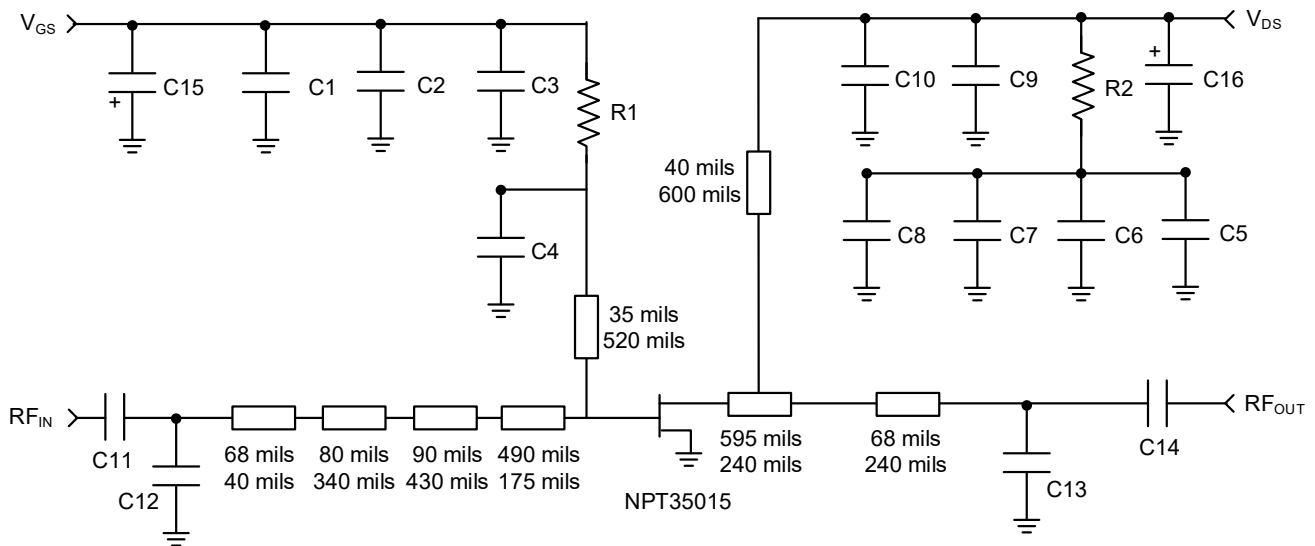 VGS
VDS
+
C15
C1
C2
C3
R1
C10
C9
R2
+
C16
40 mils
600 mils
C4
C8
C7
C6
C5
35 mils
520 mils
RFIN
RFOUT
C11
C12
68 mils
40 mils
80 mils
340 mils
90 mils
430 mils
490 mils
175 mils
NPT35015
595 mils
240 mils
68 mils
240 mils
C13
C14